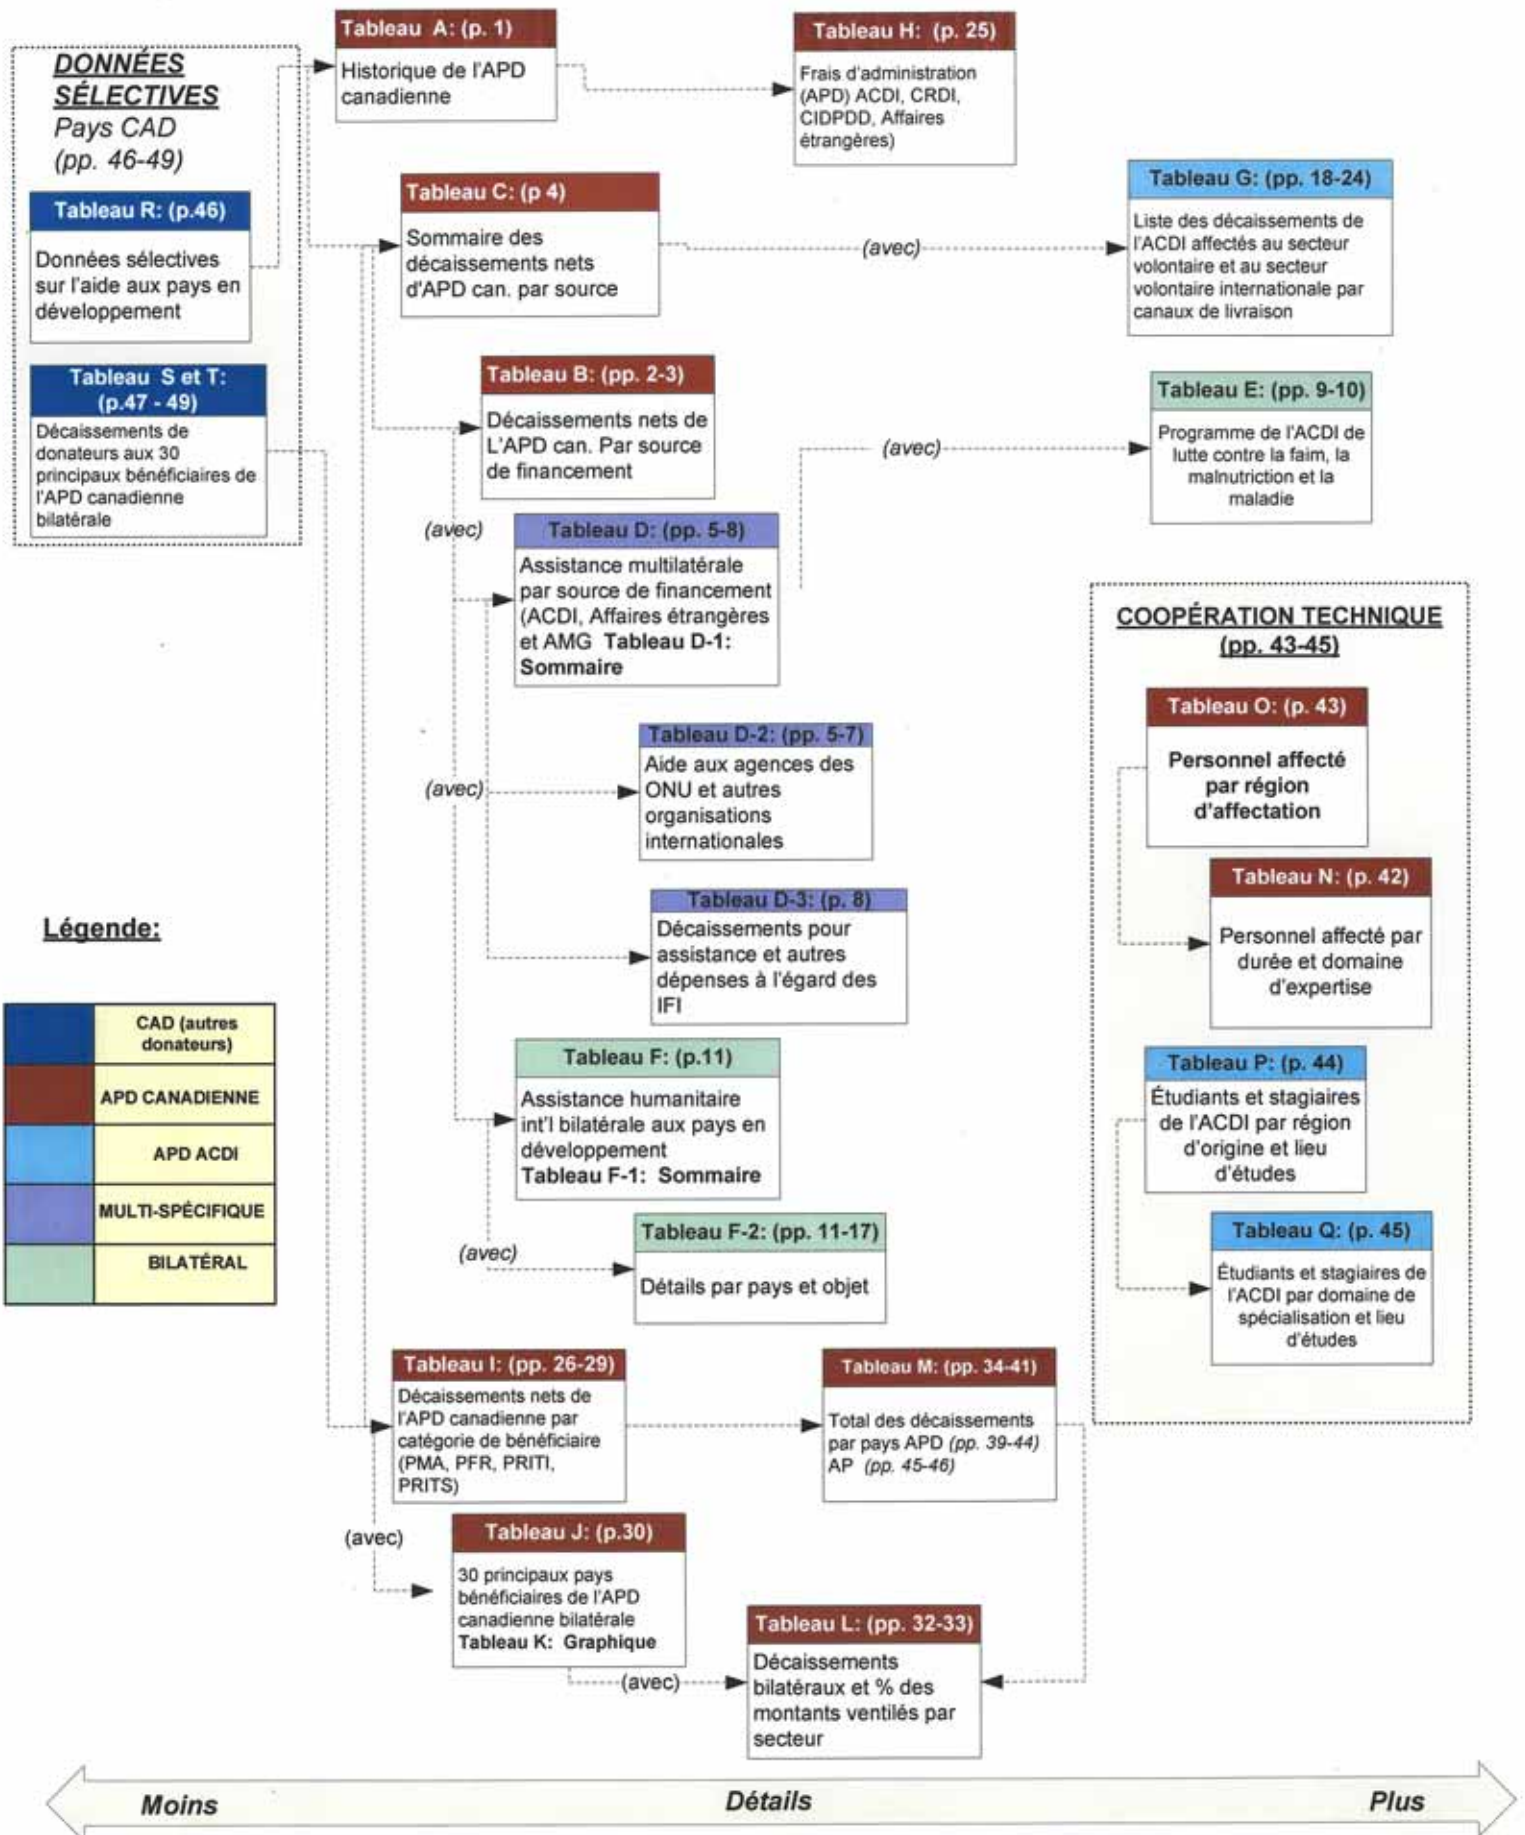 DONNÉES
SÉLECTIVES
Pays CAD
(pp. 46-49)
Tableau R: (p.46)
Données sélectives
sur l'aide aux pays en
développement
Tableau S et T:
(p.47 - 49)
Décaissements de
donateurs aux 30
principaux bénéficiaires de
l'APD canadienne
bilatérale
Tableau A: (p. 1)
Historique de l'APD
canadienne
Tableau H: (p. 25)
Frais d'administration
(APD) ACDI, CRDI,
CIDPDD, Affaires
étrangères)
Tableau C: (p 4)
Sommaire des
décaissements nets
d'APD can. par source
(avec)
Tableau G: (pp. 18-24)
Liste des décaissements de
l'ACDI affectés au secteur
volontaire et au secteur
volontaire internationale par
canaux de livraison
Tableau B: (pp. 2-3)
Décaissements nets de
L'APD can. Par source
de financement
(avec)
Tableau E: (pp. 9-10)
Programme de l'ACDI de
lutte contre la faim, la
malnutrition et la
maladie
(avec)
Tableau D: (pp. 5-8)
Assistance multilatérale
par source de financement
(ACDI, Affaires étrangères
et AMG Tableau D-1:
Sommaire
(avec)
Tableau D-2: (pp. 5-7)
Aide aux agences des
ONU et autres
organisations
internationales
Tableau D-3: (p. 8)
Décaissements pour
assistance et autres
dépenses à l'égard des
IFI
Tableau F: (p.11)
Assistance humanitaire
int'l bilatérale aux pays en
développement
Tableau F-1: Sommaire
(avec)
Tableau F-2: (pp. 11-17)
Détails par pays et objet
COOPÉRATION TECHNIQUE
(pp. 43-45)
Tableau O: (p. 43)
Personnel affecté
par région
d'affectation
Tableau N: (p. 42)
Personnel affecté par
durée et domaine
d'expertise
Tableau P: (p. 44)
Étudiants et stagiaires
de l'ACDI par région
d'origine et lieu
d'études
Tableau Q: (p. 45)
Étudiants et stagiaires de
l'ACDI par domaine de
spécialisation et lieu
d'études
Légende:
CAD (autres
donateurs)
APD CANADIENNE
APD ACDI
MULTI-SPÉCIFIQUE
BILATÉRAL
Tableau I: (pp. 26-29)
Décaissements nets de
l'APD canadienne par
catégorie de bénéficiaire
(PMA, PFR, PRITI,
PRITS)
Tableau M: (pp. 34-41)
Total des décaissements
par pays APD (pp. 39-44)
AP (pp. 45-46)
(avec)
Tableau J: (p.30)
30 principaux pays
bénéficiaires de l'APD
canadienne bilatérale
Tableau K: Graphique
(avec)
Tableau L: (pp. 32-33)
Décaissements
bilatéraux et % des
montants ventilés par
secteur
Moins
Détails
Plus